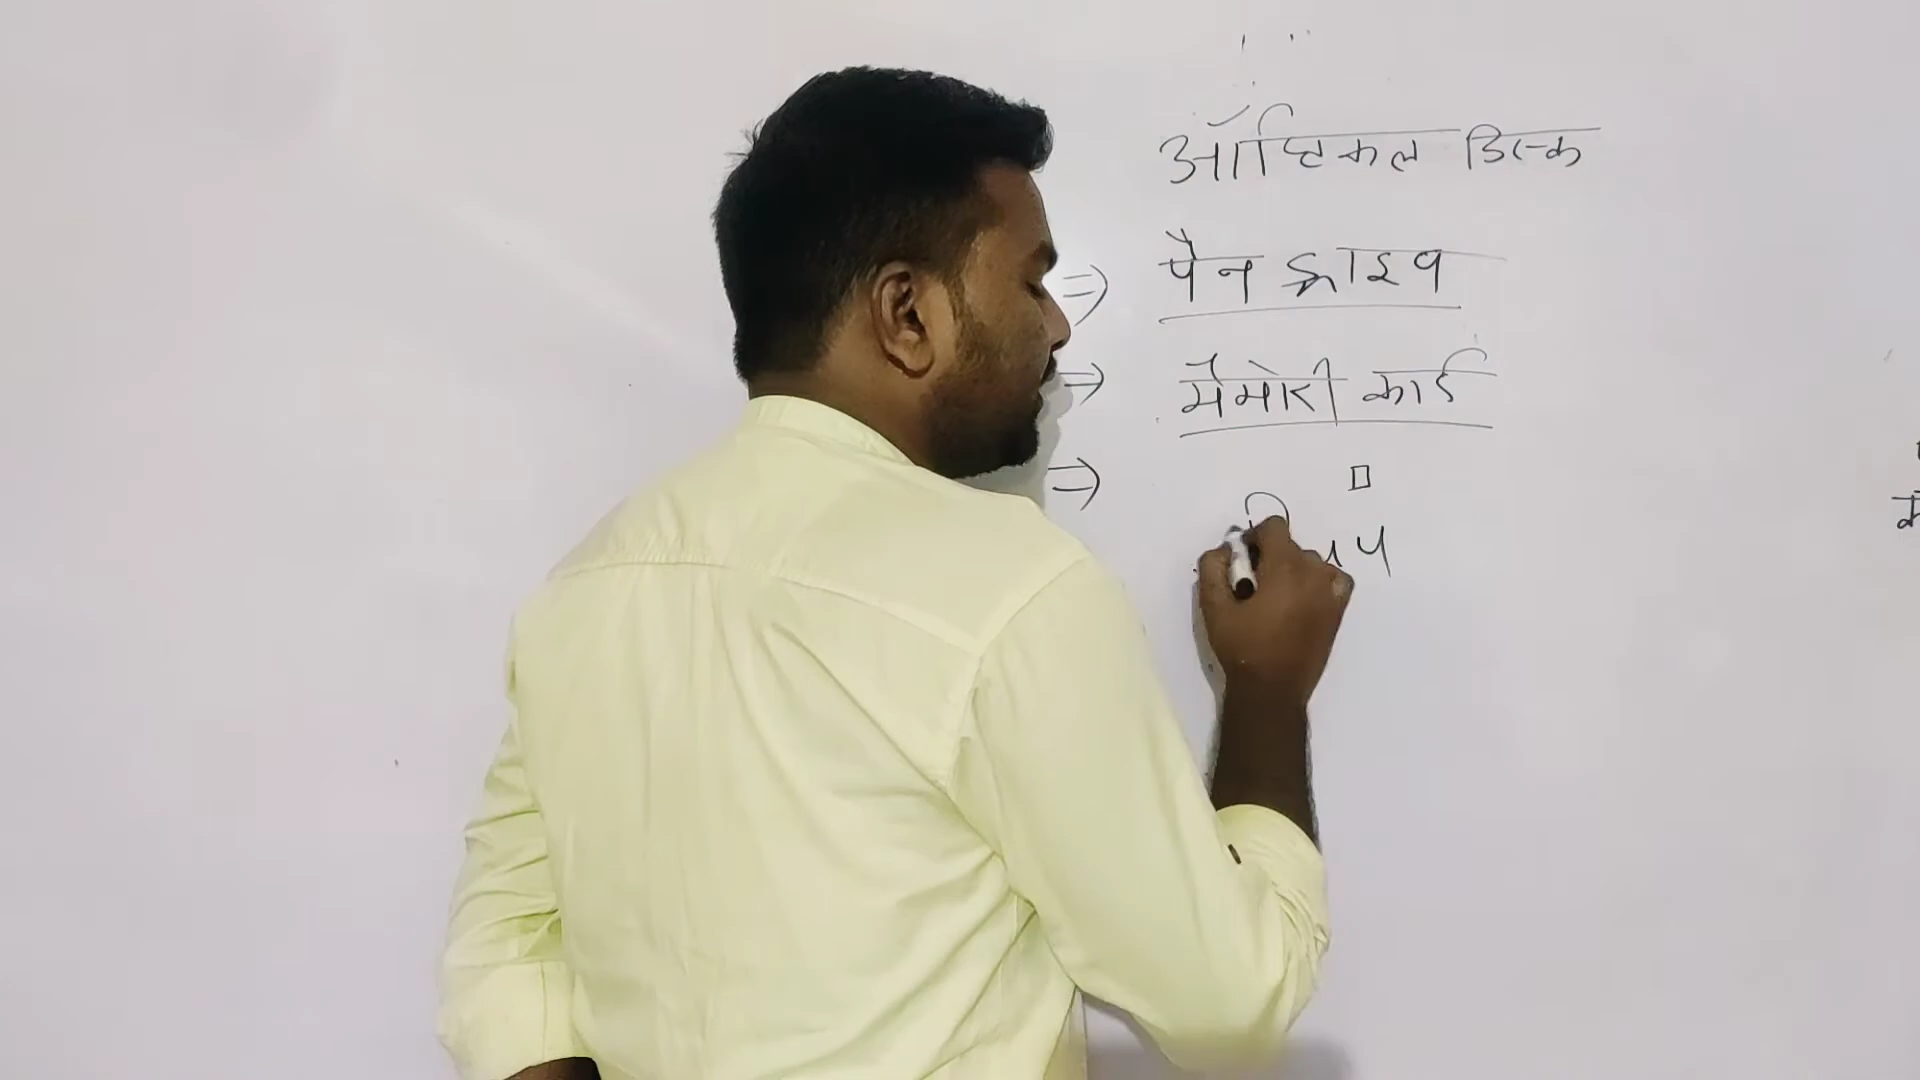 ऑप्टिकल डिस्क
⇒ पैन ड्राइव
⇒ मैमोरी कार्ड
⇒